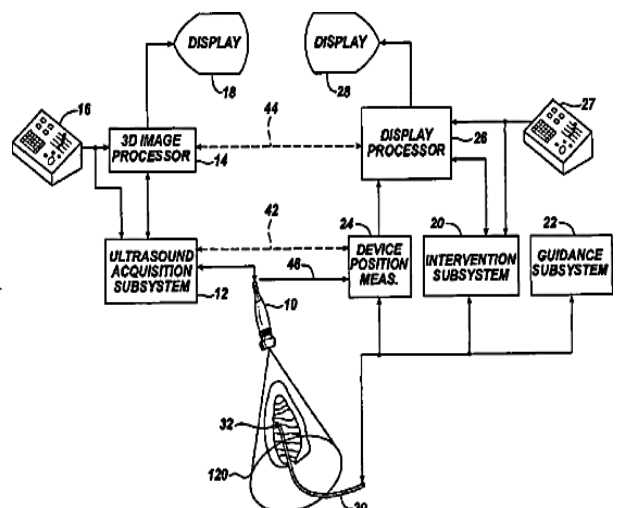 DISPLAY
DISPLAY
18
28
16
27
44
3D IMAGE
PROCESSOR
14
DISPLAY
PROCESSOR
26
42
24
20
22
ULTRASOUND
ACQUISITION
SUBSYSTEM
12
46
DEVICE
POSITION
MEAS.
INTERVENTION
SUBSYSTEM
GUIDANCE
SUBSYSTEM
10
32
120
30